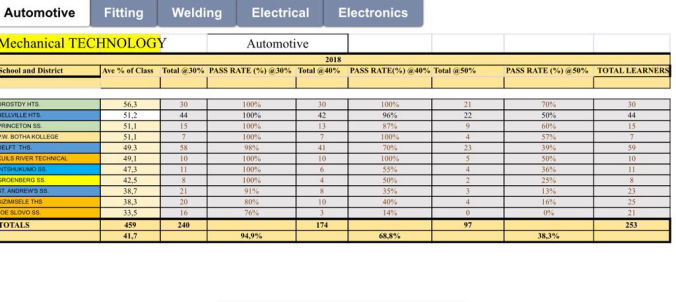 Automotive Fitting Welding Electrical Electronics
Mechanical TECHNOLOGY Automotive
2018
School and District Ave % of Class Total @30% PASS RATE (%) @30% Total @40% PASS RATE(%)@40% Total @50% PASS RATE (%) @50% TOTAL LEARNERS
DROSTDY HTS. 56,3 30 100% 30 100% 21 70% 30
BELLVILLE HTS. 51,2 44 100% 42 96% 22 50% 44
PRINCETON SS. 51,1 15 100% 13 87% 9 60% 15
P.W. BOTHA KOLLEGE 51,1 7 100% 7 100% 4 57% 7
DELFT THS. 49,3 58 98% 41 70% 23 39% 59
KUILS RIVER TECHNICAL 49,1 10 100% 10 100% 5 50% 10
INTSHUKUMO SS. 47,3 11 100% 6 55% 4 36% 11
GROENBERG SS. 42,5 8 100% 4 50% 2 25% 8
ST. ANDREW'S SS. 38,7 21 91% 8 35% 3 13% 23
SIZIMISELE THS 38,3 20 80% 10 40% 4 16% 25
JOE SLOVO SS. 33,5 16 76% 3 14% 0 0% 21
TOTALS 459 240 174 97 253
41,7 94,9% 68,8% 38,3%